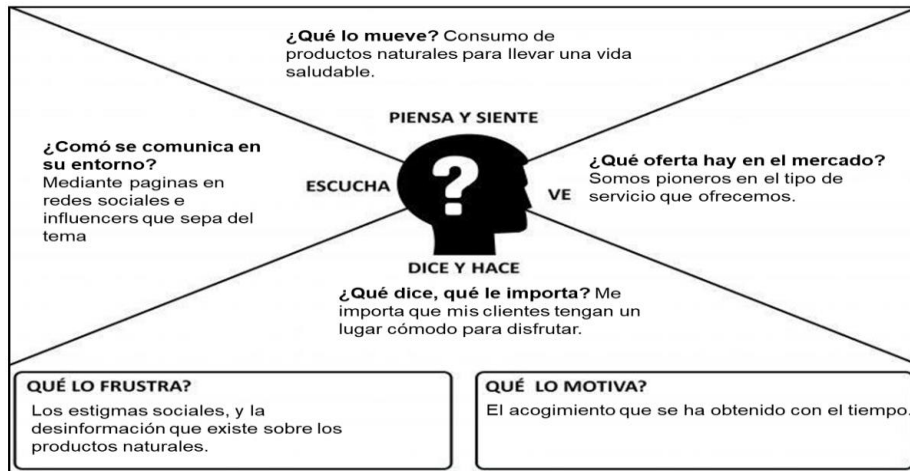 ¿Qué lo mueve? Consumo de
productos naturales para llevar una vida
saludable.
PIENSA Y SIENTE
¿Comó se comunica en
su entorno?
Mediante paginas en
redes sociales e
influencers que sepa del
tema
ESCUCHA
?
VE
¿Qué oferta hay en el mercado?
Somos pioneros en el tipo de
servicio que ofrecemos.
DICE Y HACE
¿Qué dice, qué le importa? Me
importa que mis clientes tengan un
lugar cómodo para disfrutar.
QUÉ LO FRUSTRA?
Los estigmas sociales, y la
desinformación que existe sobre los
productos naturales.
QUÉ LO MOTIVA?
El acogimiento que se ha obtenido con el tiempo.